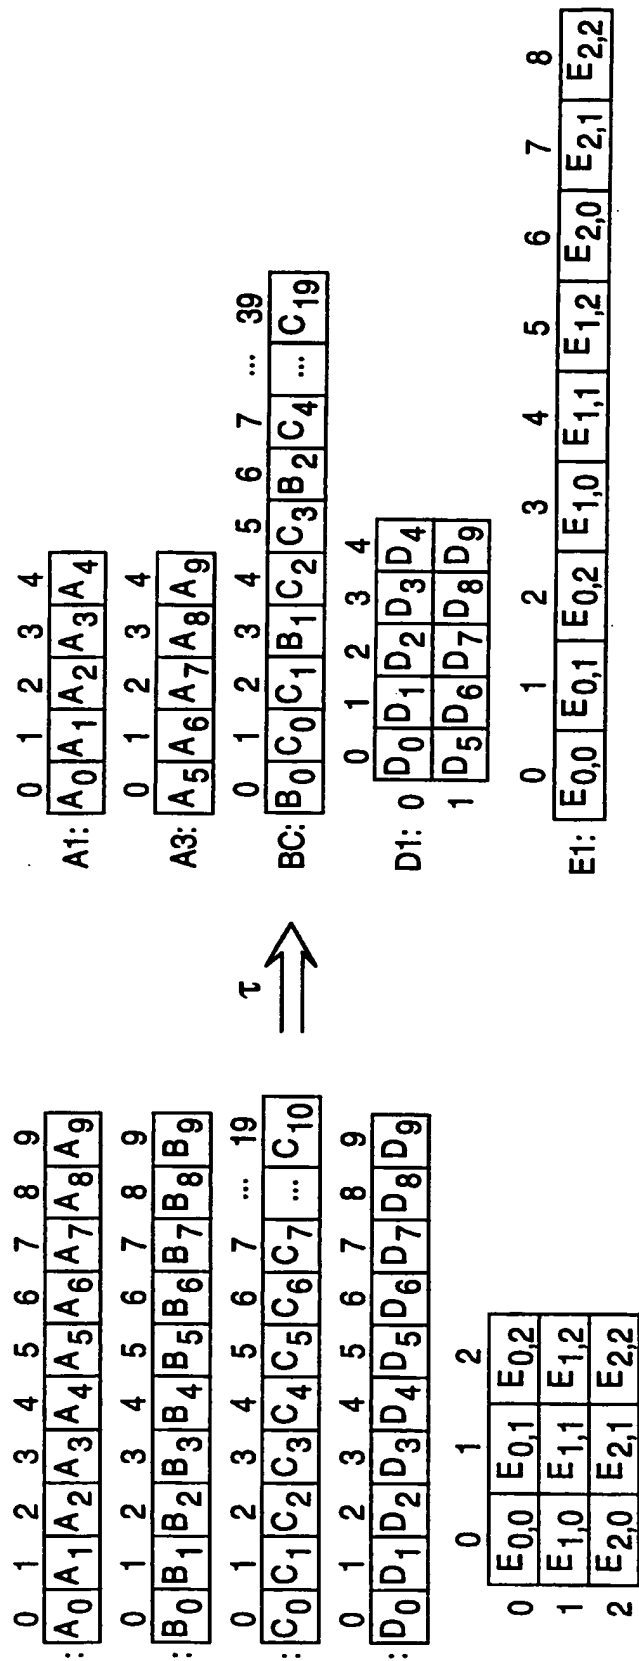 0 1 2 3 4 5 6 7 8 9
: A0 A1 A2 A3 A4 A5 A6 A7 A8 A9
0 1 2 3 4 5 6 7 8 9
: B0 B1 B2 B3 B4 B5 B6 B7 B8 B9
0 1 2 3 4 5 6 7 ... 19
: C0 C1 C2 C3 C4 C5 C6 C7 ... C10
0 1 2 3 4 5 6 7 8 9
: D0 D1 D2 D3 D4 D5 D6 D7 D8 D9
0 1 2
0 E0,0 E0,1 E0,2
1 E1,0 E1,1 E1,2
2 E2,0 E2,1 E2,2
τ
0 1 2 3 4
A1: A0 A1 A2 A3 A4
0 1 2 3 4
A3: A5 A6 A7 A8 A9
0 1 2 3 4 5 6 7 ... 39
BC: B0 C0 C1 B1 C2 C3 B2 C4 ... C19
0 1 2 3 4
D1: 0 D0 D1 D2 D3 D4
1 D5 D6 D7 D8 D9
0 1 2 3 4 5 6 7 8
E1: E0,0 E0,1 E0,2 E1,0 E1,1 E1,2 E2,0 E2,1 E2,2